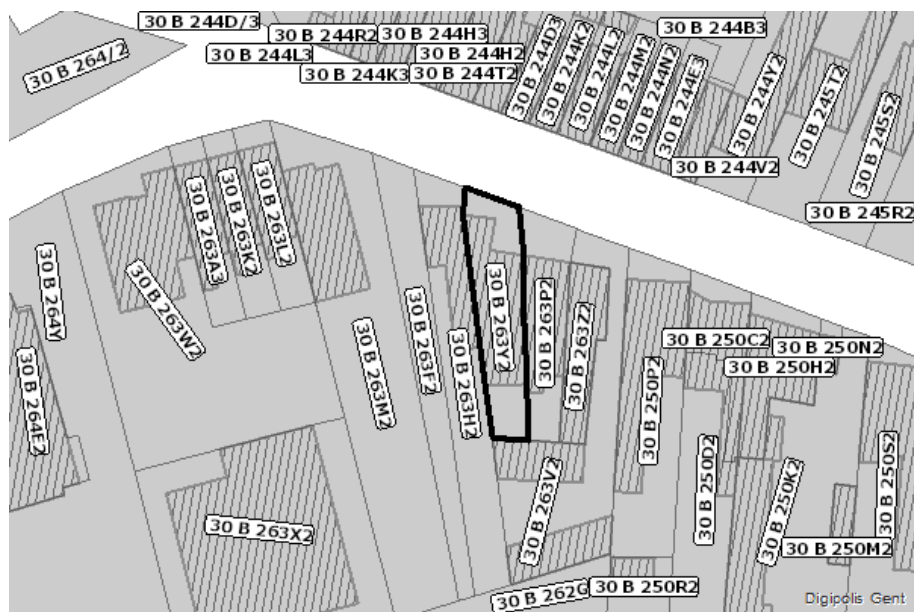 30 B 244D/3
30 B 264/2
30 B 244R2
30 B 244H3
30 B 244L3
30 B 244H2
30 B 244K3
30 B 244T2
30 B 244D3
30 B 244K2
30 B 244L2
30 B 244M2
30 B 244N2
30 B 244E3
30 B 244B3
30 B 244Y2
30 B 245T2
30 B 245S2
30 B 244V2
30 B 245R2
30 B 263A3
30 B 263K2
30 B 263L2
30 B 264Y
30 B 263W2
30 B 263M2
30 B 263F2
30 B 263H2
30 B 263Y2
30 B 263P2
30 B 263Z2
30 B 250P2
30 B 250C2
30 B 250N2
30 B 250H2
30 B 264E2
30 B 263X2
30 B 263V2
30 B 250D2
30 B 250K2
30 B 250S2
30 B 250M2
30 B 262G
30 B 250R2
Digipolis Gent